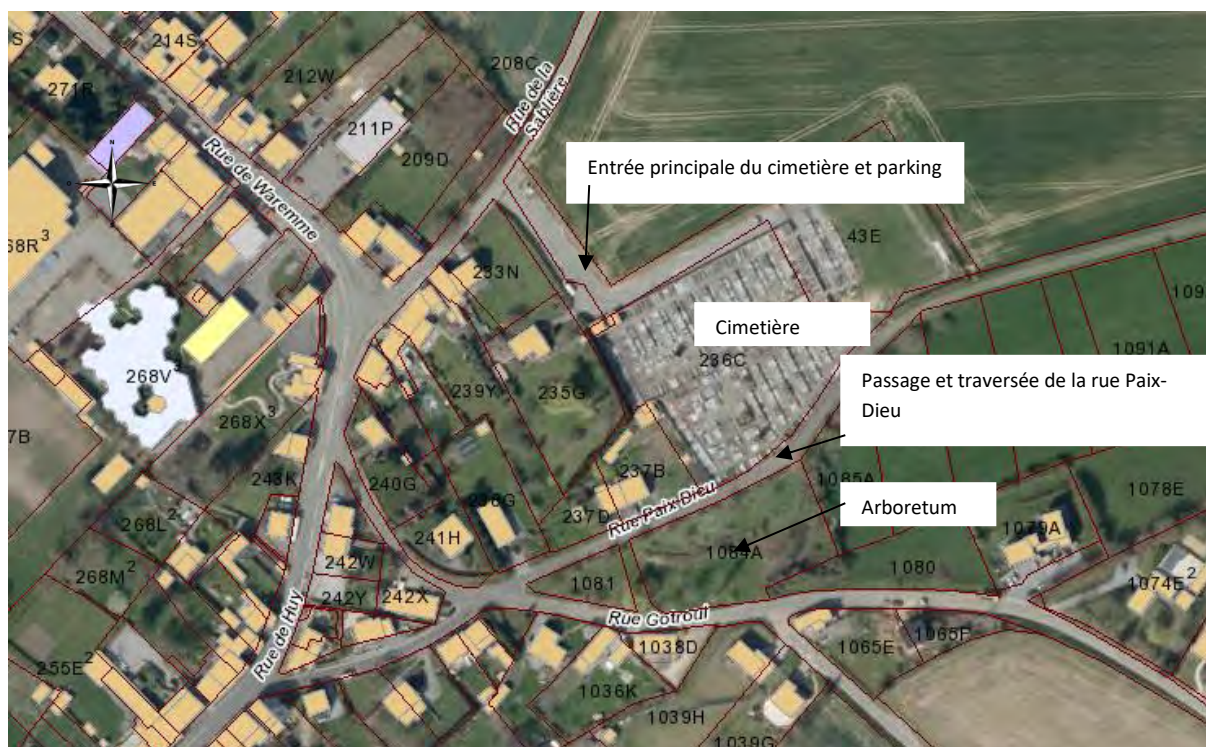 214S
271R
212W
208C
211P
209D
Rue de la
Sablière
Rue de Waremme
Entrée principale du cimetière et parking
N
E
S
68R³
233N
43E
Cimetière
236C
109
1091A
268V
239Y
235G
Passage et traversée de la rue Paix-
Dieu
268X³
7B
243K
240G
237B
1085A
1078E
268L²
237D
Rue Paix Dieu
Arboretum
241H
1079A
1084A
268M²
242W
1081
1080
1074E²
242Y
242X
Rue Gotroul
Rue de Huy
1038D
1065E
1065F
255E²
1036K
1039H
1039G